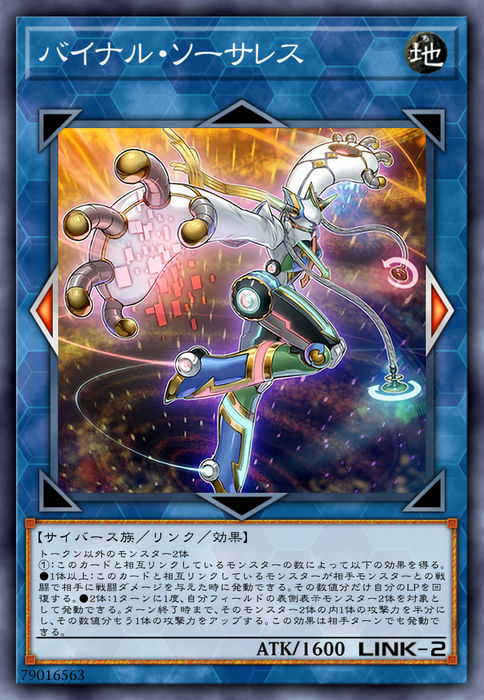 バイナル・ソーサレス
地
【サイバース族／リンク／効果】
トークン以外のモンスター2体
①:このカードと相互リンクしているモンスターの数によって以下の効果を得る。
●1体以上:このカードと相互リンクしているモンスターが相手モンスターとの戦
闘で相手に戦闘ダメージを与えた時に発動できる。その数値分だけ自分のLPを回
復する。●2体:1ターンに1度、自分フィールドの表側表示モンスター2体を対象と
して発動できる。ターン終了時まで、そのモンスター2体の内1体の攻撃力を半分に
し、その数値分もう1体の攻撃力をアップする。この効果は相手ターンでも発動で
きる。
ATK/1600 LINK-2
79016563